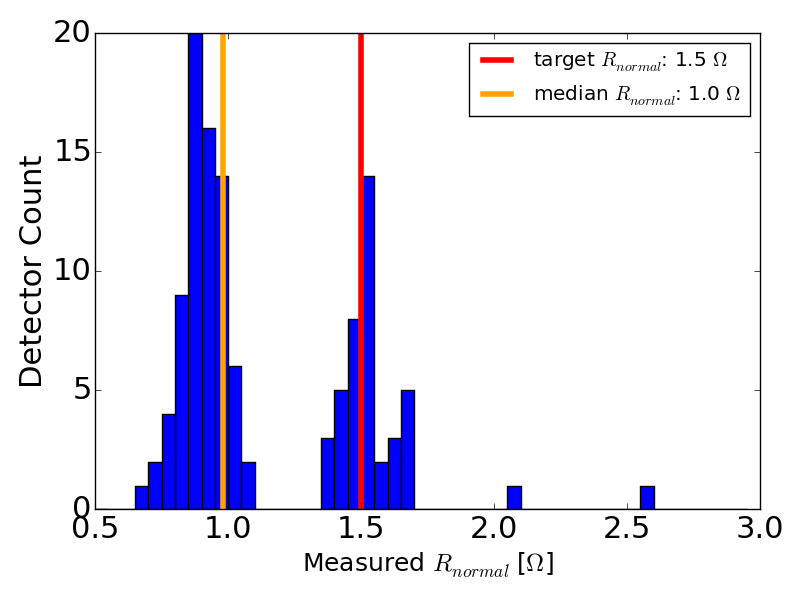 target R_normal: 1.5 Ω
median R_normal: 1.0 Ω
Detector Count
20
15
10
5
0
0.5 1.0 1.5 2.0 2.5 3.0
Measured R_normal [Ω]